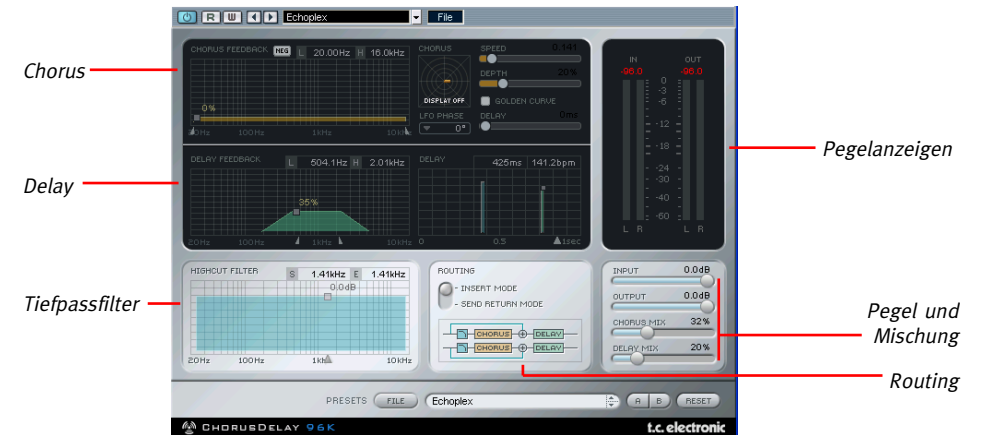 R W Echoplex File
Chorus
CHORUS FEEDBACK NEG L 20.00Hz H 16.0kHz
0%
20Hz 100Hz 1kHz 10kHz
CHORUS
DISPLAY OFF
LFO PHASE
0°
SPEED 0.141
DEPTH 20%
GOLDEN CURVE
DELAY 0ms
IN OUT
-96.0 -96.0
0
-3
-6
-12
-18
-24
-30
-40
-60
L R L R
Pegelanzeigen
Delay
DELAY FEEDBACK L 504.1Hz H 2.01kHz
35%
20Hz 100Hz 1kHz 10kHz
DELAY 425ms 141.2bpm
0 0.5 1sec
Tiefpassfilter
HIGHCUT FILTER S 1.41kHz E 1.41kHz
0.0dB
20Hz 100Hz 1kHz 10kHz
ROUTING
- INSERT MODE
- SEND RETURN MODE
CHORUS DELAY
CHORUS DELAY
INPUT 0.0dB
OUTPUT 0.0dB
CHORUS MIX 32%
DELAY MIX 20%
Pegel und
Mischung
Routing
PRESETS FILE Echoplex A B RESET
CHORUSDELAY 96K t.c. electronic